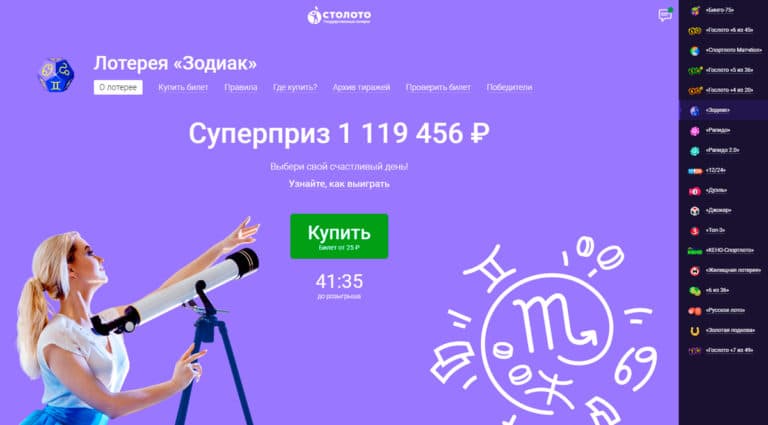 СТОЛОТО
Государственные лотереи
Лотерея «Зодиак»
О лотерее Купить билет Правила Где купить? Архив тиражей Проверить билет Победители
Суперприз 1 119 456 ₽
Выбери свой счастливый день!
Узнайте, как выиграть
Купить
Билет от 25 ₽
41:35
до розыгрыша
«Бинго-75»
«Гослото «6 из 45»
«Спортлото Матчбол»
«Гослото «5 из 36»
«Гослото «4 из 20»
«Зодиак»
«Рапидо»
«Рапидо 2.0»
«12/24»
«Дуэль»
«Джокер»
«Топ-3»
«КЕНО-Спортлото»
«Жилищная лотерея»
«6 из 36»
«Русское лото»
«Золотая подкова»
«Гослото «7 из 49»